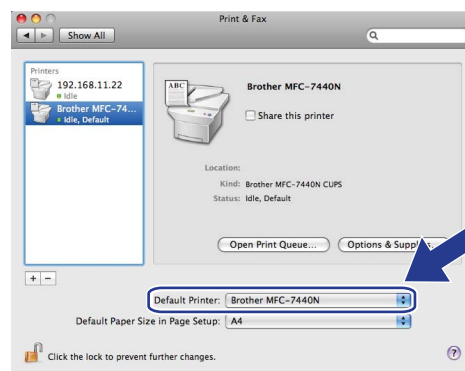 Print & Fax
Show All
Printers
192.168.11.22
Idle
Brother MFC-74...
Idle, Default
ABC
Brother MFC-7440N
Share this printer
Location:
Kind: Brother MFC-7440N CUPS
Status: Idle, Default
Open Print Queue...
Options & Supplies...
+ -
Default Printer: Brother MFC-7440N
Default Paper Size in Page Setup: A4
Click the lock to prevent further changes.
?